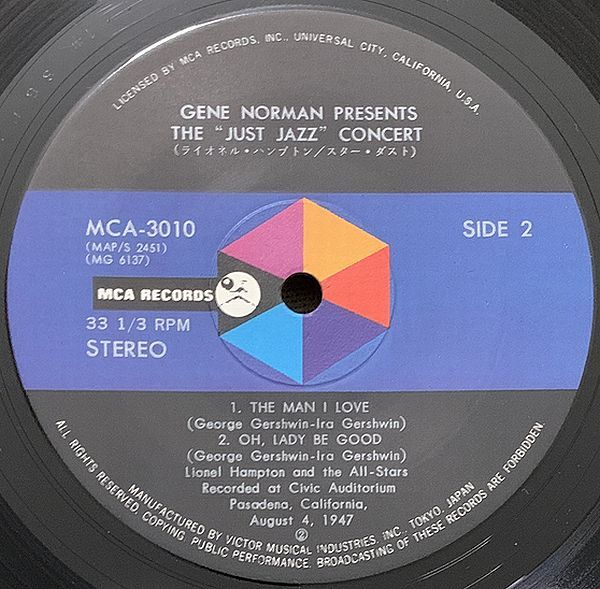 LICENSED BY MCA RECORDS, INC., UNIVERSAL CITY, CALIFORNIA, U.S.A.
GENE NORMAN PRESENTS
THE “JUST JAZZ” CONCERT
(ライオネル・ハンプトン/スター・ダスト)
MCA-3010
SIDE 2
(MAP/S 2451)
(MG 6137)
MCA RECORDS
33 1/3 RPM
STEREO
1. THE MAN I LOVE
(George Gershwin-Ira Gershwin)
2. OH, LADY BE GOOD
(George Gershwin-Ira Gershwin)
Lionel Hampton and the All-Stars
Recorded at Civic Auditorium
Pasadena, California,
August 4, 1947
②
MANUFACTURED BY VICTOR MUSICAL INDUSTRIES, INC. TOKYO, JAPAN
ALL RIGHTS RESERVED, COPYING, PUBLIC PERFORMANCE, BROADCASTING OF THESE RECORDS ARE FORBIDDEN.